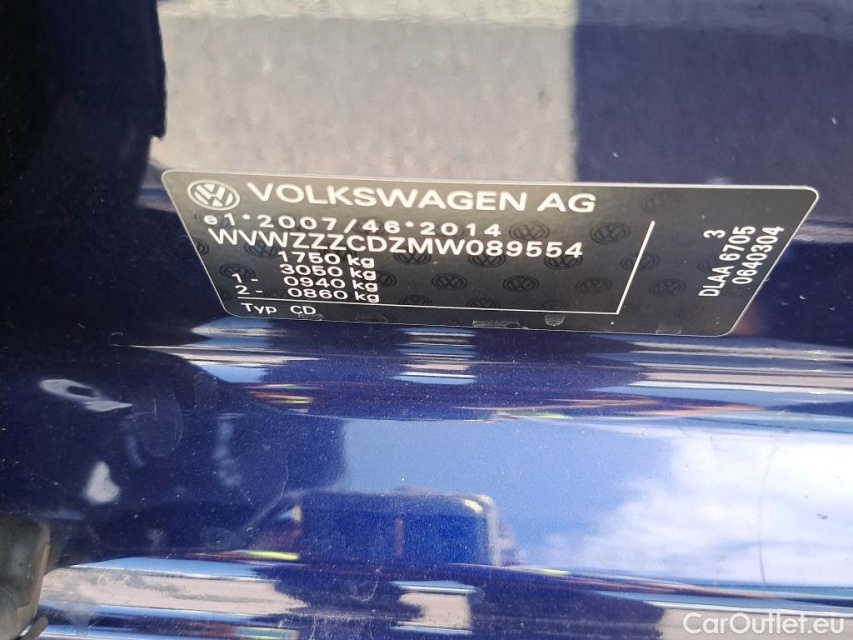 VOLKSWAGEN AG
e1*2007/46*2014
WVWZZZCDZMW089554
1750 kg
3050 kg
1- 0940 kg
2- 0860 kg
Typ CD
3
DLAA 6705
0640304
CarOutlet.eu